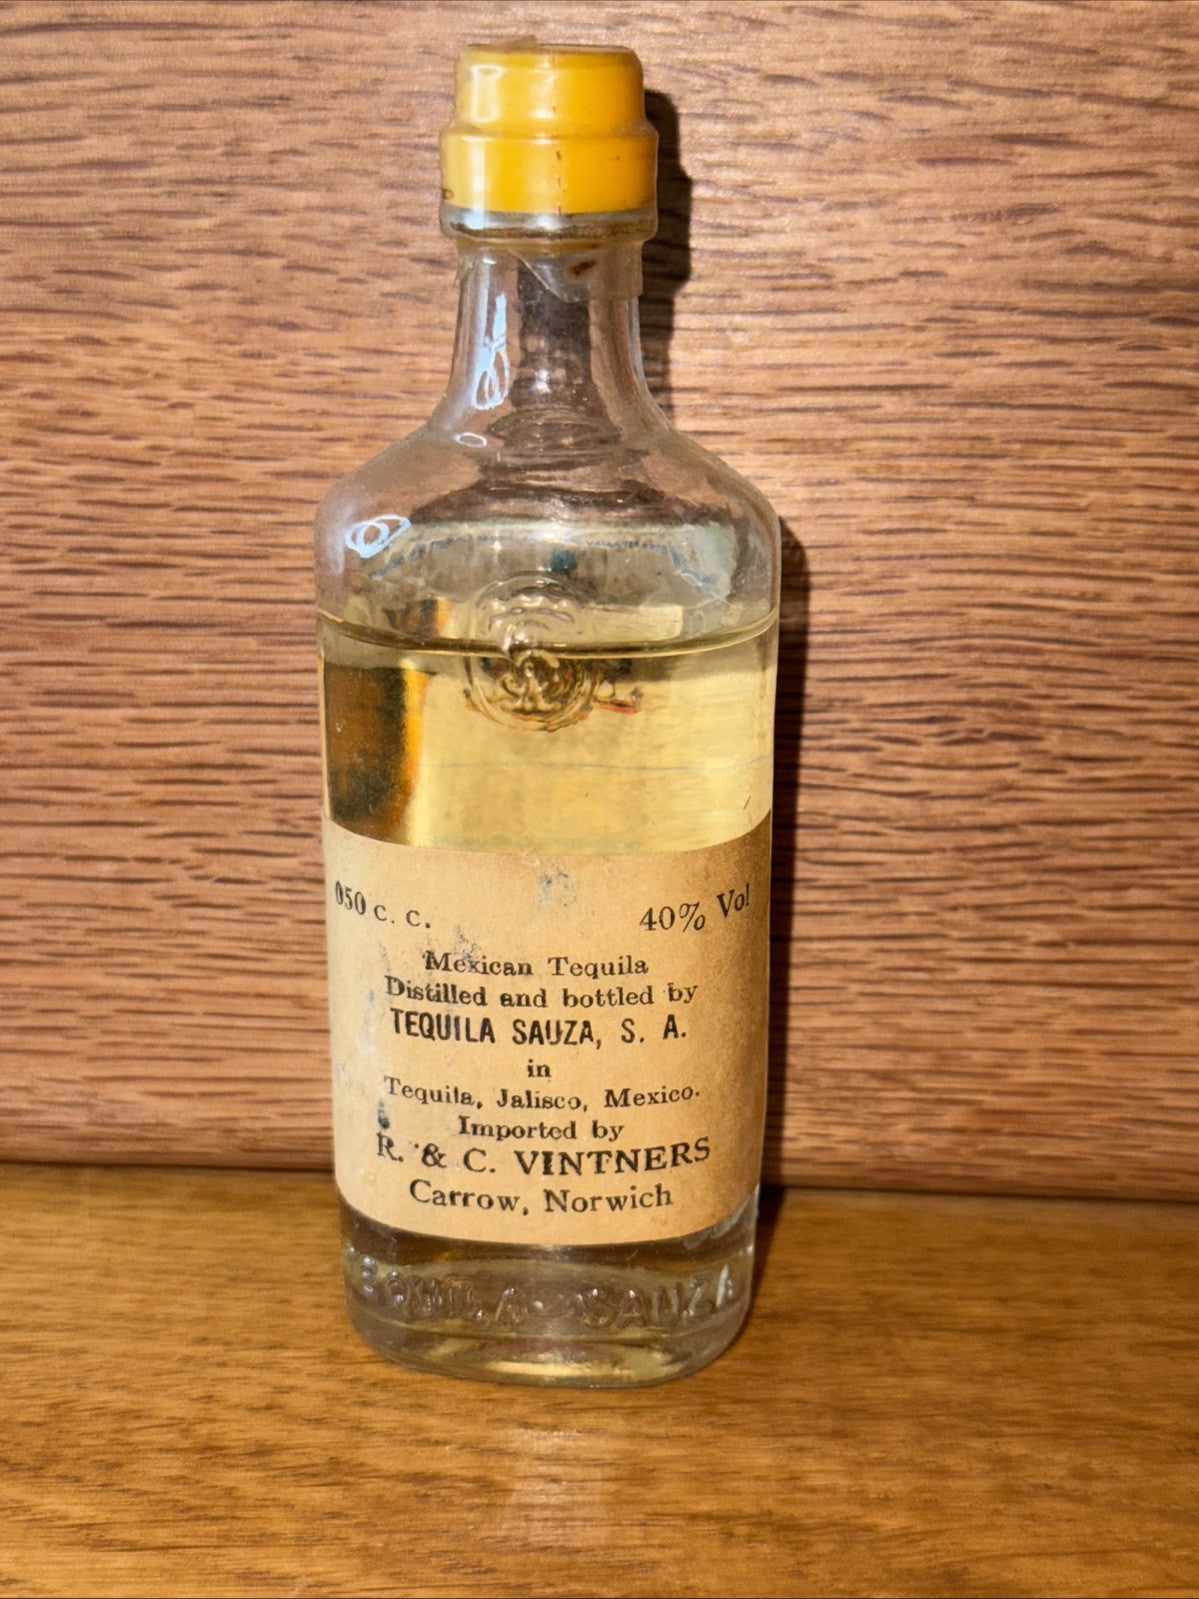 050 c. c. 40% Vol
Mexican Tequila
Distilled and bottled by
TEQUILA SAUZA, S. A.
in
Tequila, Jalisco, Mexico.
Imported by
R. & C. VINTNERS
Carrow, Norwich
TEQUILA SAUZA